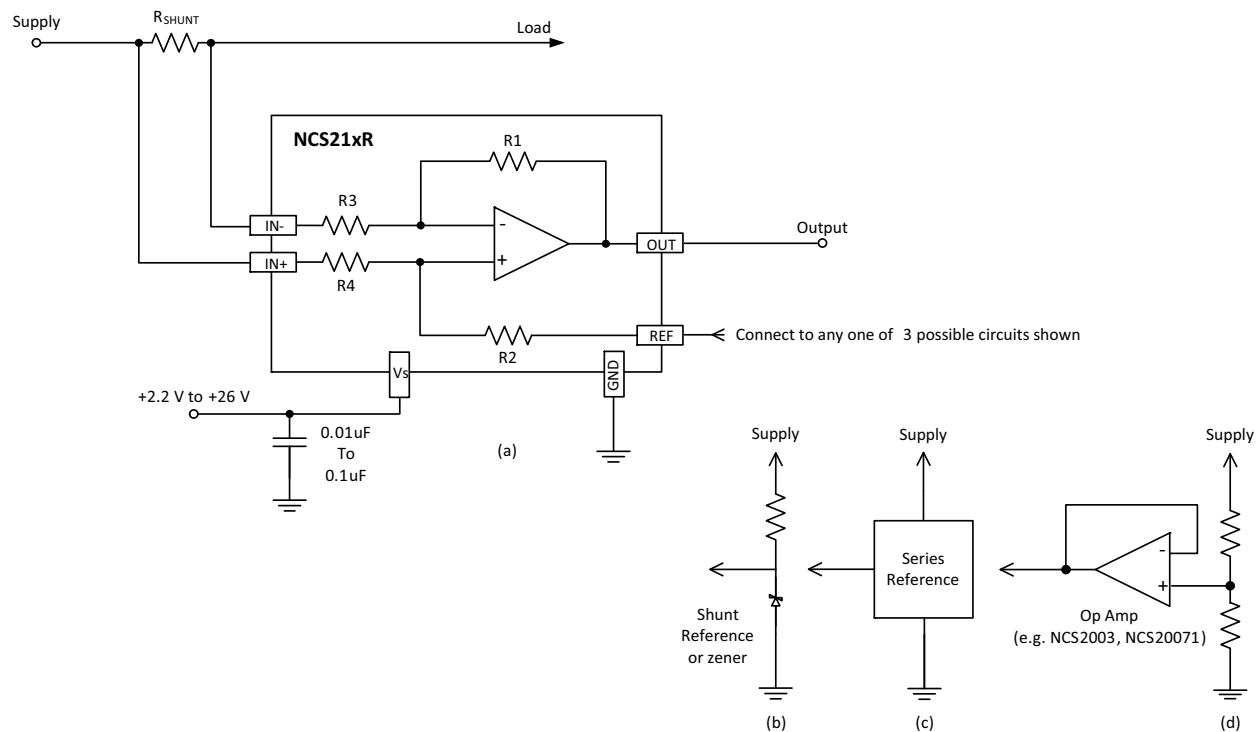 Supply
RSHUNT
Load
NCS21xR
R1
R3
IN-
-
Output
OUT
IN+
+
R4
REF
Connect to any one of 3 possible circuits shown
R2
Vs
GND
+2.2 V to +26 V
0.01uF
To
0.1uF
(a)
Supply
Supply
Supply
Series
Reference
-
+
Shunt
Reference
or zener
Op Amp
(e.g. NCS2003, NCS20071)
(b)
(c)
(d)